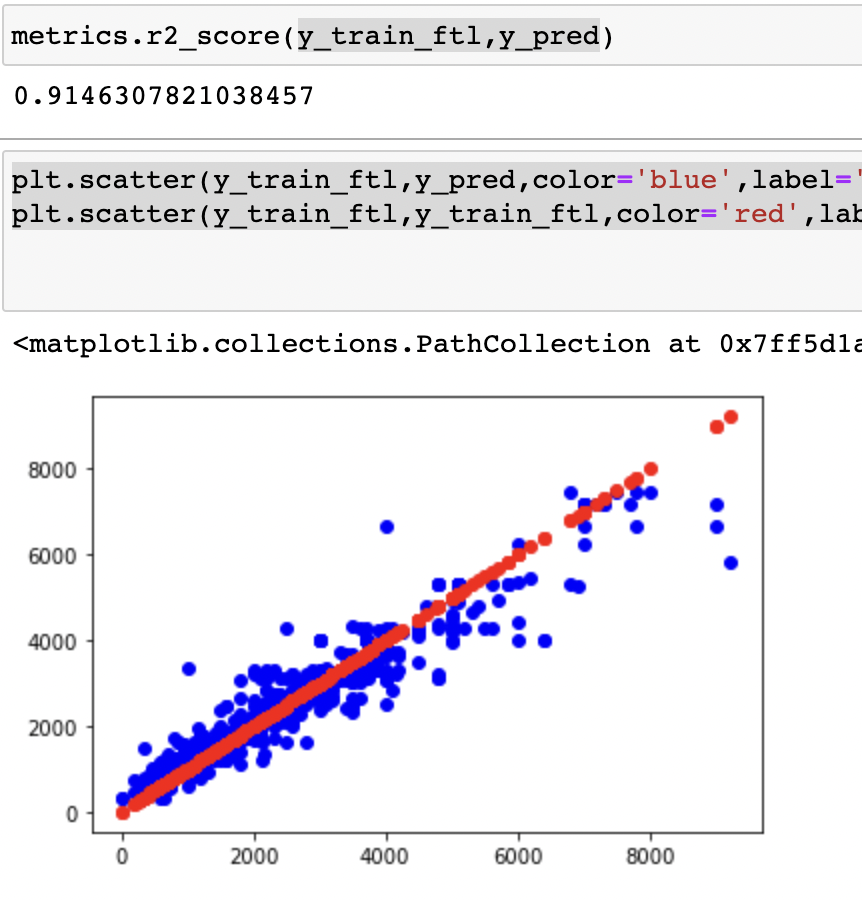 metrics.r2_score(y_train_ftl,y_pred)
0.9146307821038457
plt.scatter(y_train_ftl,y_pred,color='blue',label='
plt.scatter(y_train_ftl,y_train_ftl,color='red',lab
<matplotlib.collections.PathCollection at 0x7ff5d1a
8000
6000
4000
2000
0
0 2000 4000 6000 8000